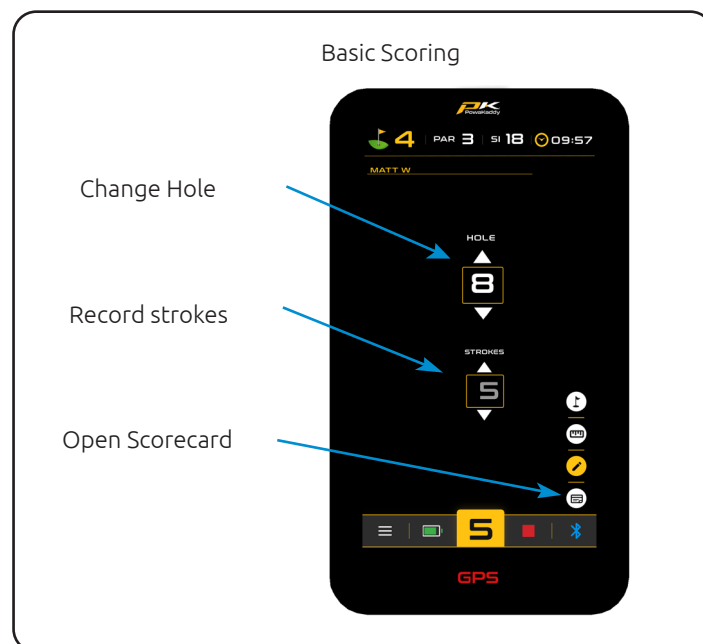 Basic Scoring
PK
PowaKaddy
4 PAR 3 SI 18 09:57
MATT W
Change Hole
HOLE
8
Record strokes
STROKES
5
Open Scorecard
5
GPS